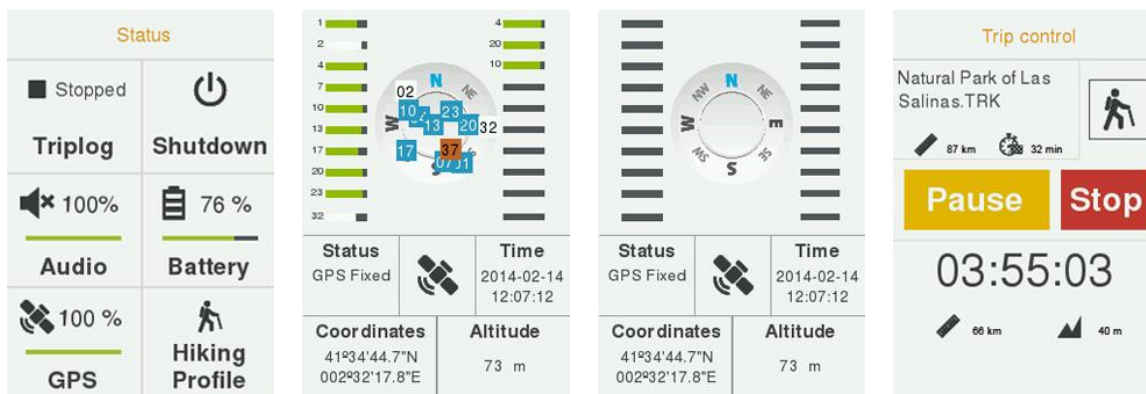 Status
Stopped
Triplog
Shutdown
100%
76 %
Audio
Battery
100 %
GPS
Hiking
Profile
1
2
4
7
10
13
17
20
23
32
4
20
10
N
NE
W
S
02
10
13
23
20
32
17
37
01
Status
GPS Fixed
Time
2014-02-14
12:07:12
Coordinates
41º34'44.7"N
002º32'17.8"E
Altitude
73 m
N
NE
E
SE
S
SW
W
NW
Status
GPS Fixed
Time
2014-02-14
12:07:12
Coordinates
41º34'44.7"N
002º32'17.8"E
Altitude
73 m
Trip control
Natural Park of Las
Salinas.TRK
87 km
32 min
Pause
Stop
03:55:03
66 km
40 m